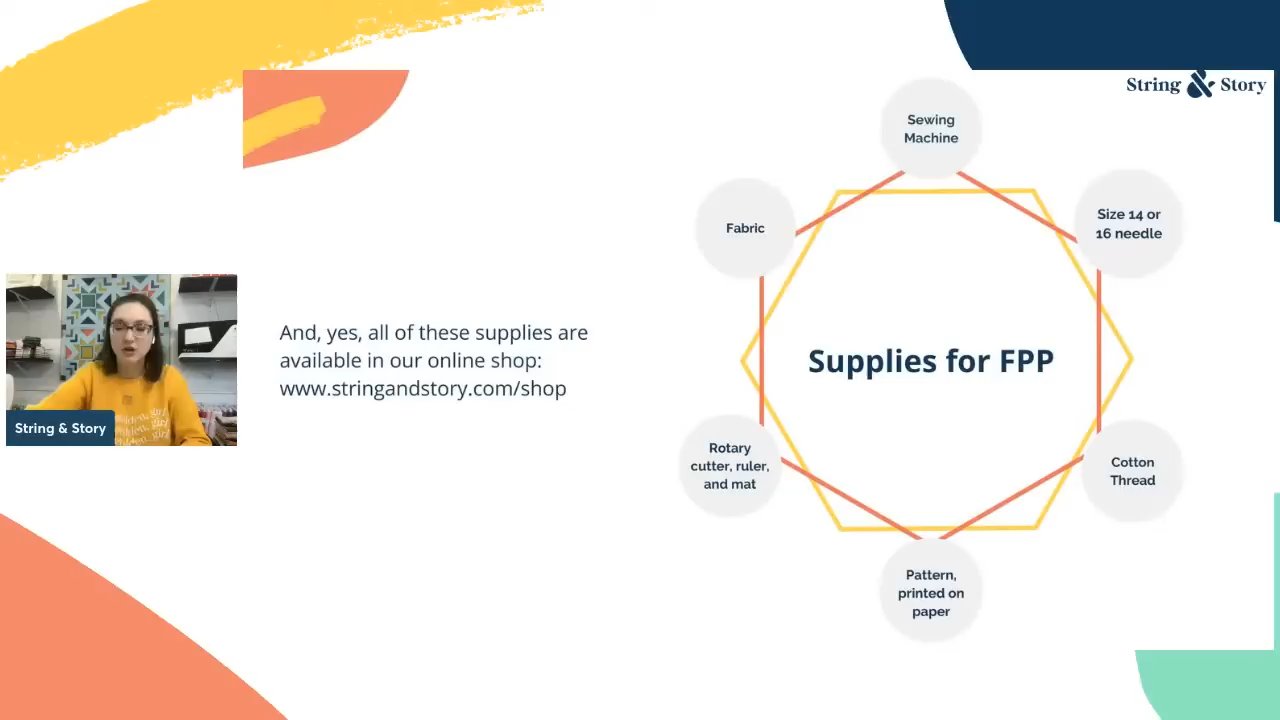 String & Story
Sewing
Machine
Size 14 or
16 needle
Fabric
And, yes, all of these supplies are
available in our online shop:
www.stringandstory.com/shop
Supplies for FPP
String & Story
Rotary
cutter, ruler,
and mat
Cotton
Thread
Pattern,
printed on
paper